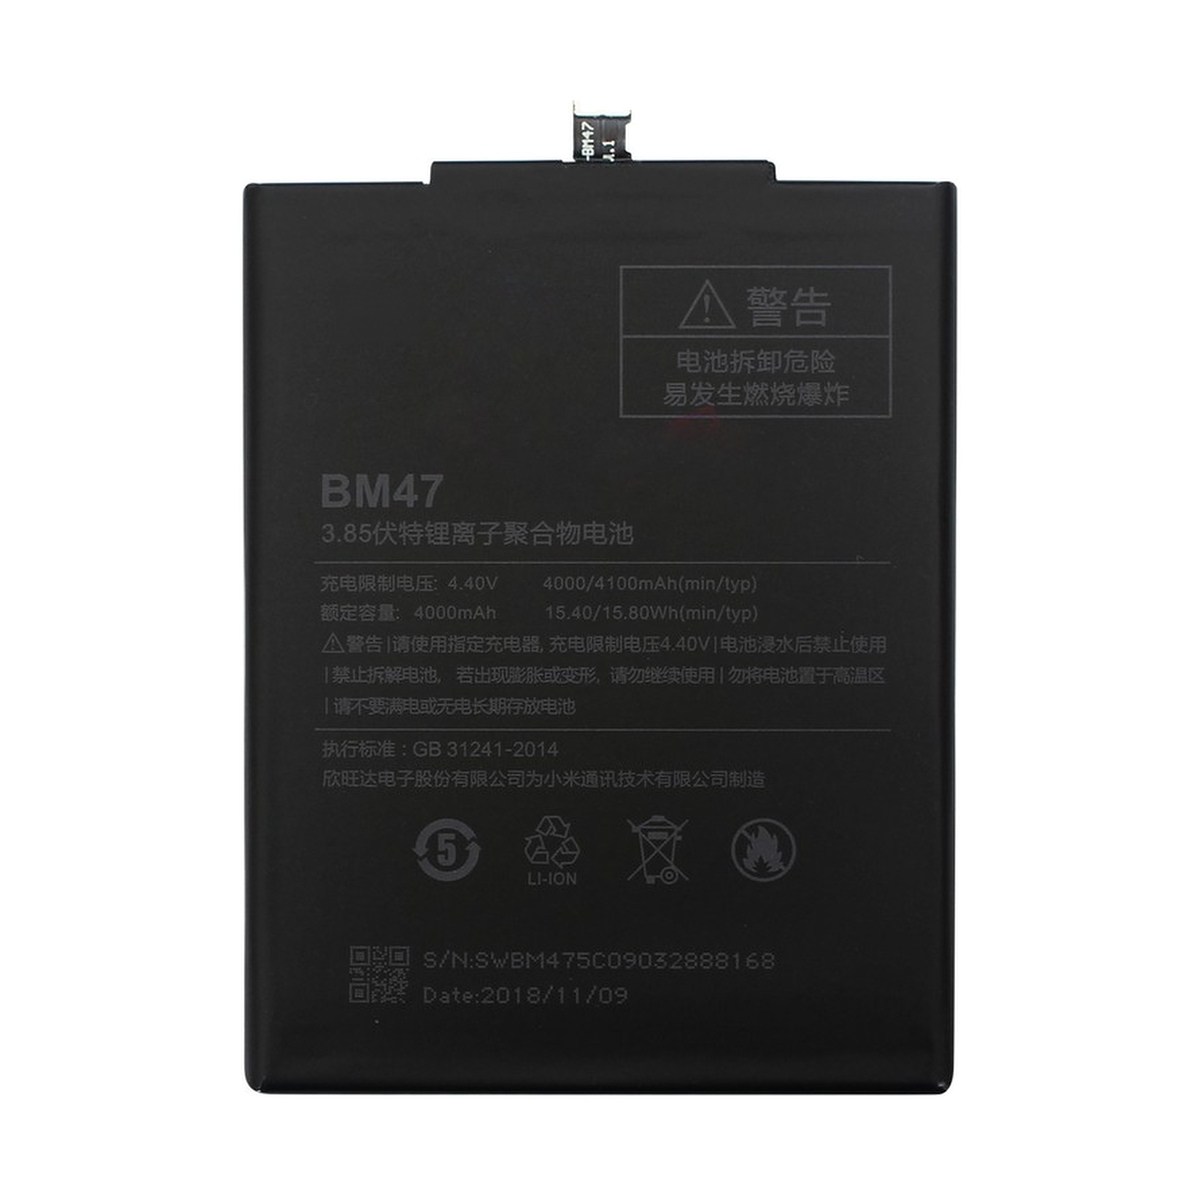 -BM47
警告
电池拆卸危险
易发生燃烧爆炸
BM47
3.85伏特锂离子聚合物电池
充电限制电压: 4.40V 4000/4100mAh(min/typ)
额定容量: 4000mAh 15.40/15.80Wh(min/typ)
警告|请使用指定充电器, 充电限制电压4.40V|电池浸水后禁止使用
|禁止拆解电池, 若出现膨胀或变形, 请勿继续使用|勿将电池置于高温区
|请不要满电或无电长期存放电池
执行标准：GB 31241-2014
欣旺达电子股份有限公司为小米通讯技术有限公司制造
5
LI-ION
S/N:SWBM475C09032888168
Date:2018/11/09